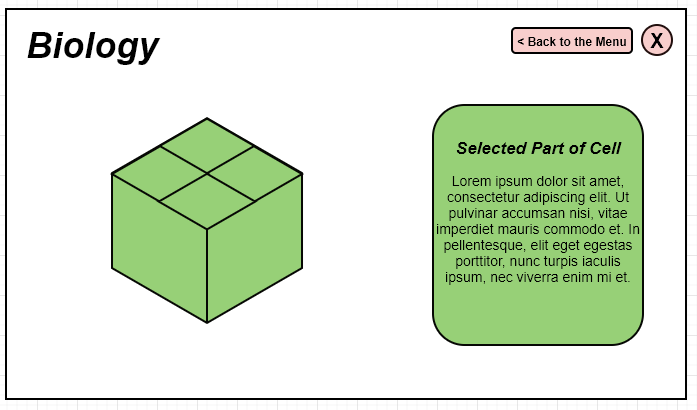 Biology
< Back to the Menu
X
Selected Part of Cell
Lorem ipsum dolor sit amet,
consectetur adipiscing elit. Ut
pulvinar accumsan nisi, vitae
imperdiet mauris commodo et. In
pellentesque, elit eget egestas
porttitor, nunc turpis iaculis
ipsum, nec viverra enim mi et.